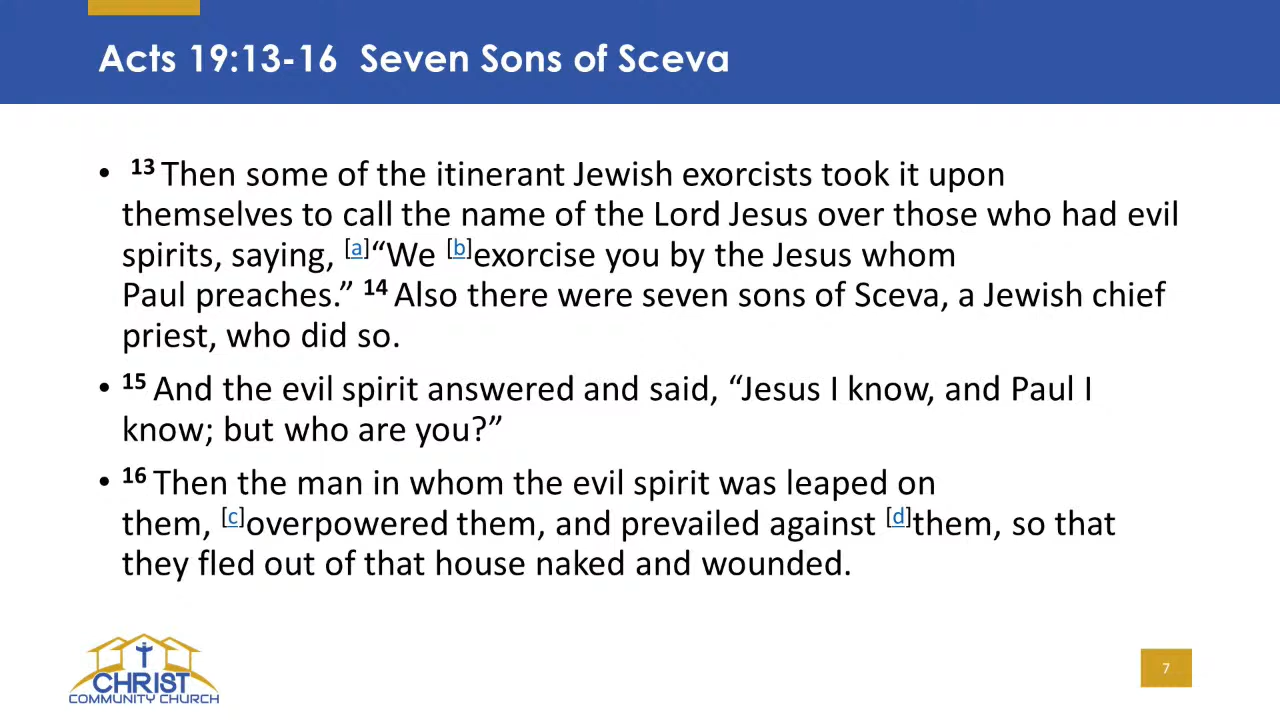 Acts 19:13-16  Seven Sons of Sceva
• 13 Then some of the itinerant Jewish exorcists took it upon
themselves to call the name of the Lord Jesus over those who had evil
spirits, saying, [a]“We [b]exorcise you by the Jesus whom
Paul preaches.” 14 Also there were seven sons of Sceva, a Jewish chief
priest, who did so.
• 15 And the evil spirit answered and said, “Jesus I know, and Paul I
know; but who are you?”
• 16 Then the man in whom the evil spirit was leaped on
them, [c]overpowered them, and prevailed against [d]them, so that
they fled out of that house naked and wounded.
CHRIST
COMMUNITY CHURCH
7